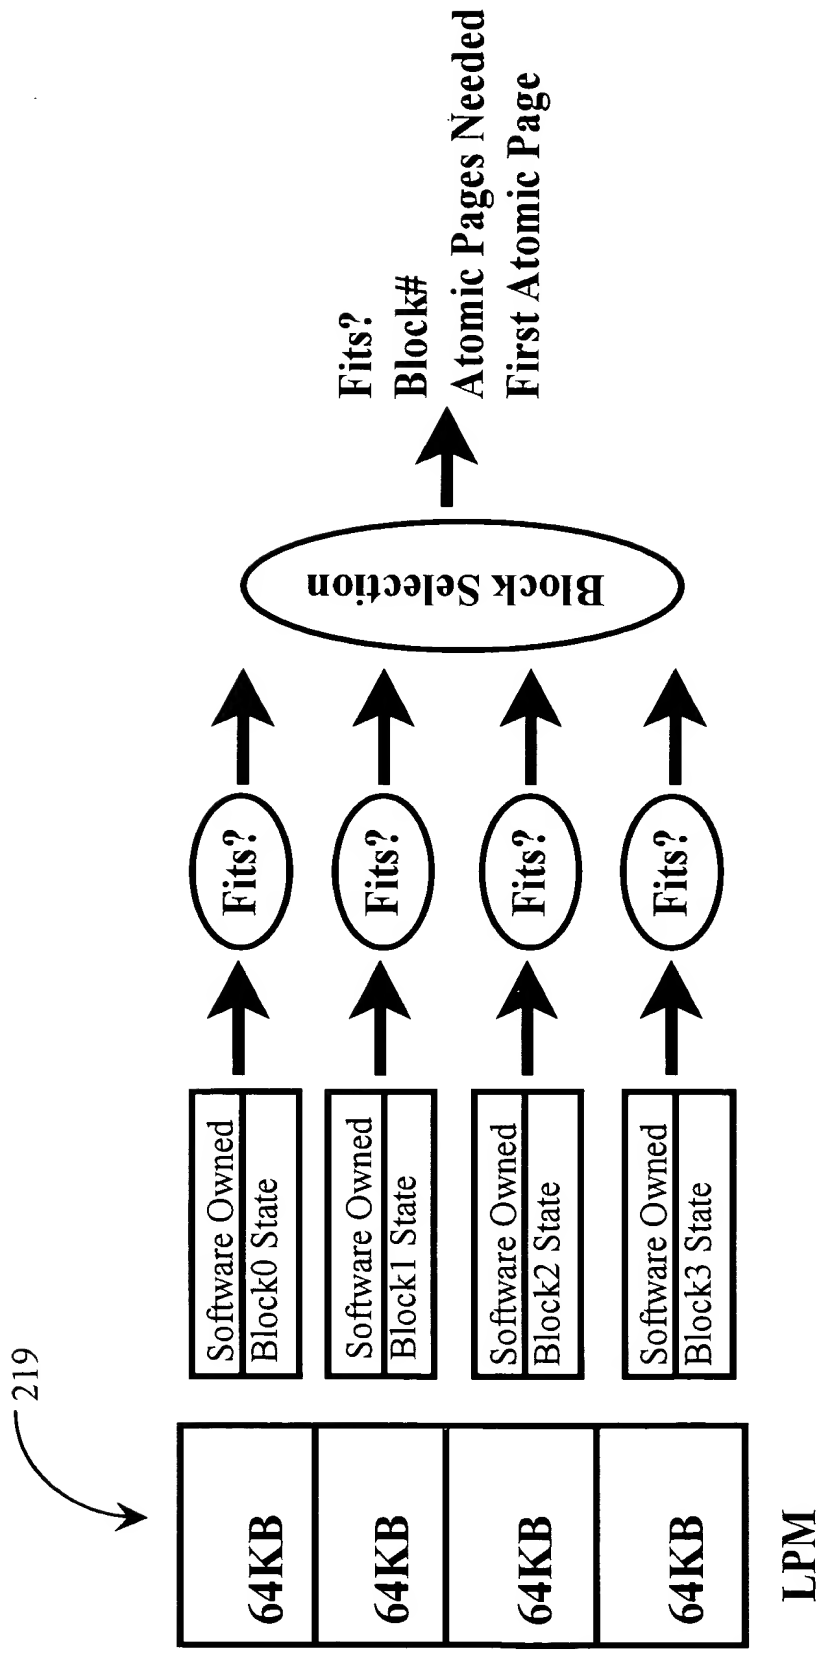 219
64KB
64KB
64KB
64KB
LPM
Software Owned
Block0 State
Software Owned
Block1 State
Software Owned
Block2 State
Software Owned
Block3 State
Fits?
Fits?
Fits?
Fits?
Block Selection
Fits?
Block#
Atomic Pages Needed
First Atomic Page